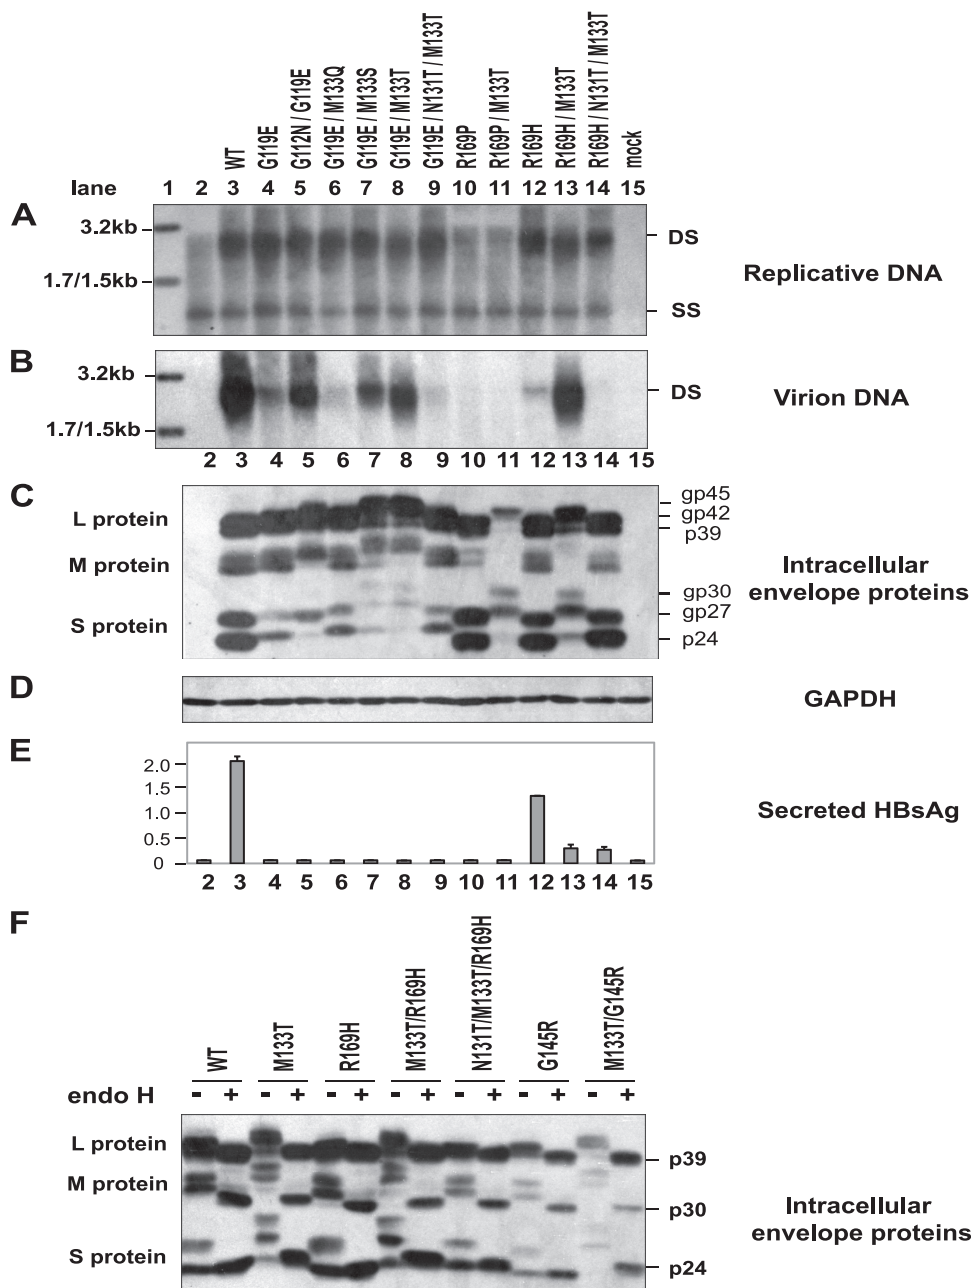 WT
G119E
G112N / G119E
G119E / M133Q
G119E / M133S
G119E / M133T
G119E / N131T / M133T
R169P
R169P / M133T
R169H
R169H / M133T
R169H / N131T / M133T
mock
lane 1 2 3 4 5 6 7 8 9 10 11 12 13 14 15
A
3.2kb
DS
1.7/1.5kb
Replicative DNA
SS
B
3.2kb
DS
Virion DNA
1.7/1.5kb
2 3 4 5 6 7 8 9 10 11 12 13 14 15
C
gp45
L protein
gp42
p39
M protein
Intracellular
envelope proteins
gp30
gp27
S protein
p24
D
GAPDH
E
2.0
1.5
1.0
0.5
0
Secreted HBsAg
2 3 4 5 6 7 8 9 10 11 12 13 14 15
F
WT
M133T
R169H
M133T/R169H
N131T/M133T/R169H
G145R
M133T/G145R
endo H - + - + - + - + - + - + - +
L protein
p39
M protein
p30
Intracellular
envelope proteins
S protein
p24